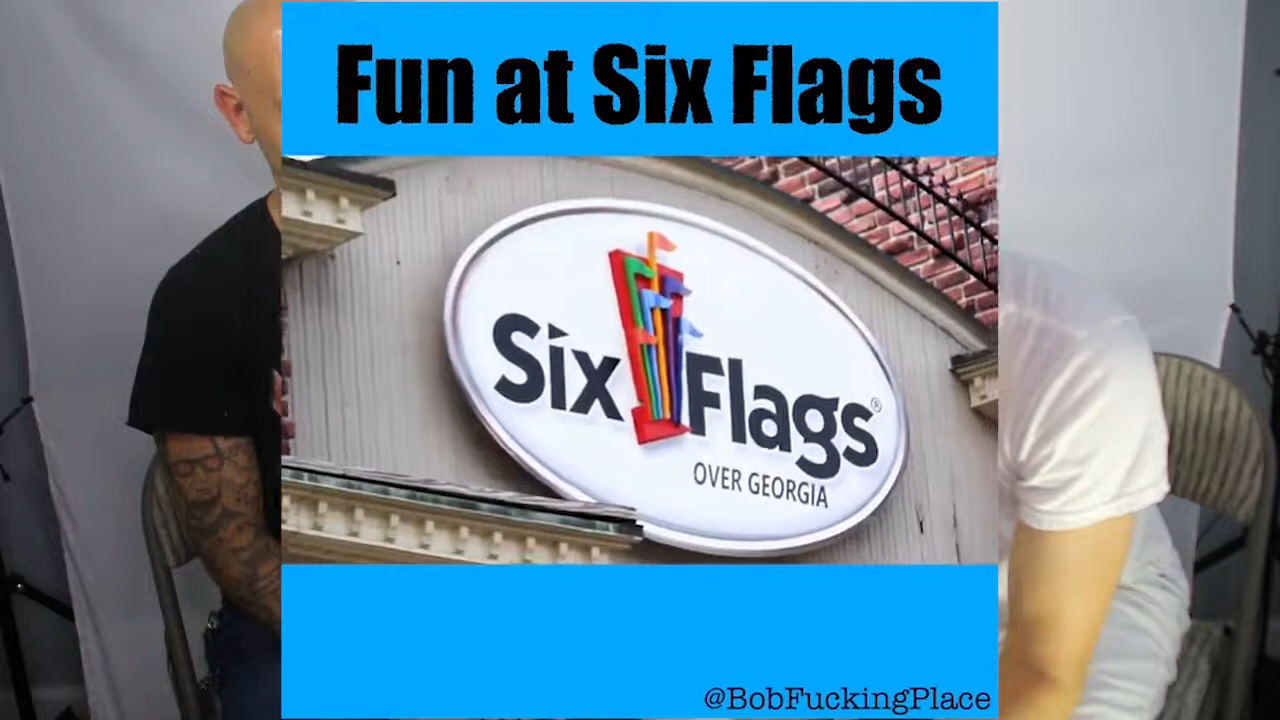 Fun at Six Flags
Six Flags®
OVER GEORGIA
@BobFuckingPlace